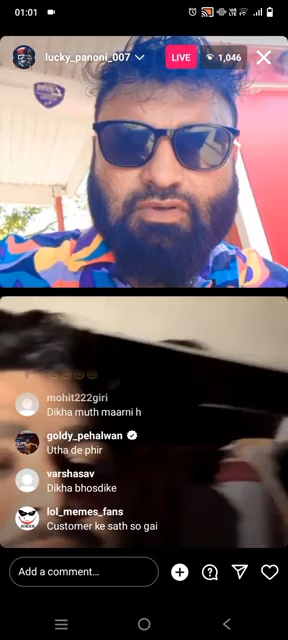 01:01
lucky_panoni_007
LIVE
1,046
mohit222giri
Dikha muth maarni h
goldy_pehalwan
Utha de phir
varshasav
Dikha bhosdike
lol_memes_fans
Customer ke sath so gai
Add a comment...